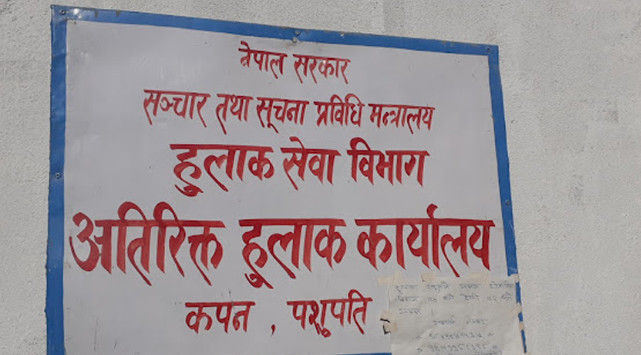 नेपाल सरकार
सञ्चार तथा सूचना प्रविधि मन्त्रालय
हुलाक सेवा विभाग
अतिरिक्त हुलाक कार्यालय
कपन , पशुपति